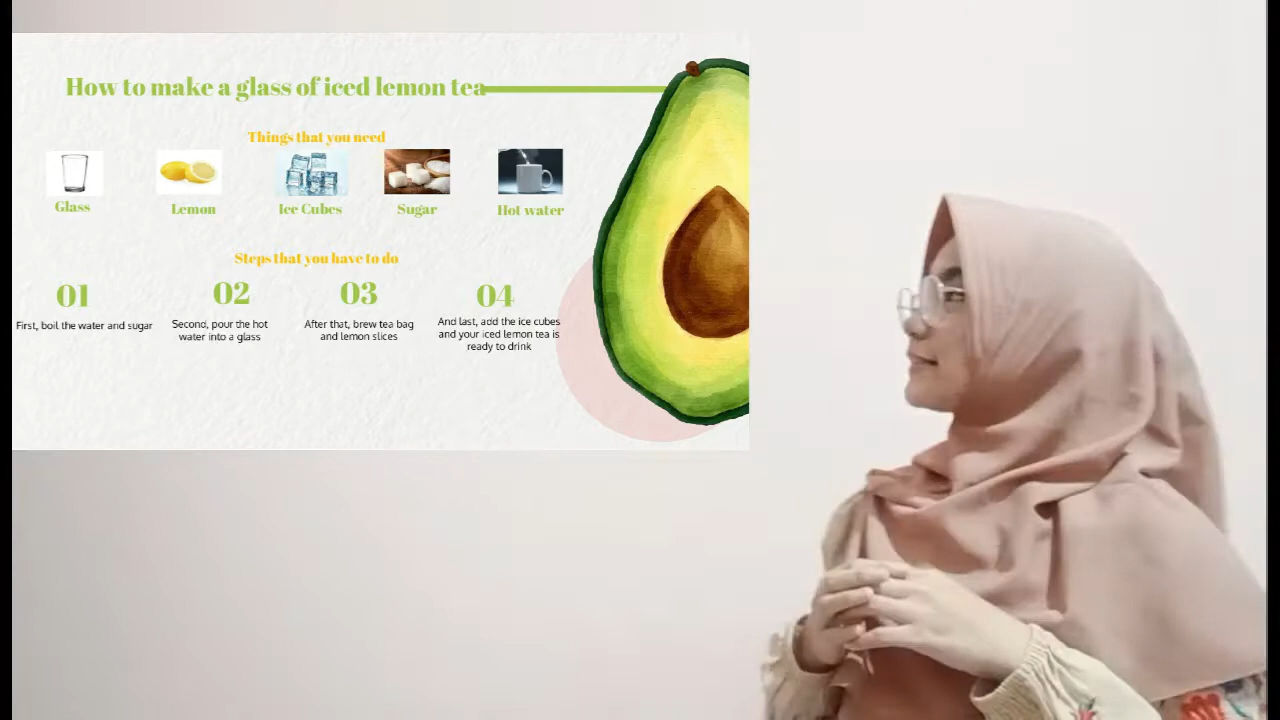 How to make a glass of iced lemon tea
Things that you need
Glass
Lemon
Ice Cubes
Sugar
Hot water
Steps that you have to do
01
02
03
04
First, boil the water and sugar
Second, pour the hot
water into a glass
After that, brew tea bag
and lemon slices
And last, add the ice cubes
and your iced lemon tea is
ready to drink